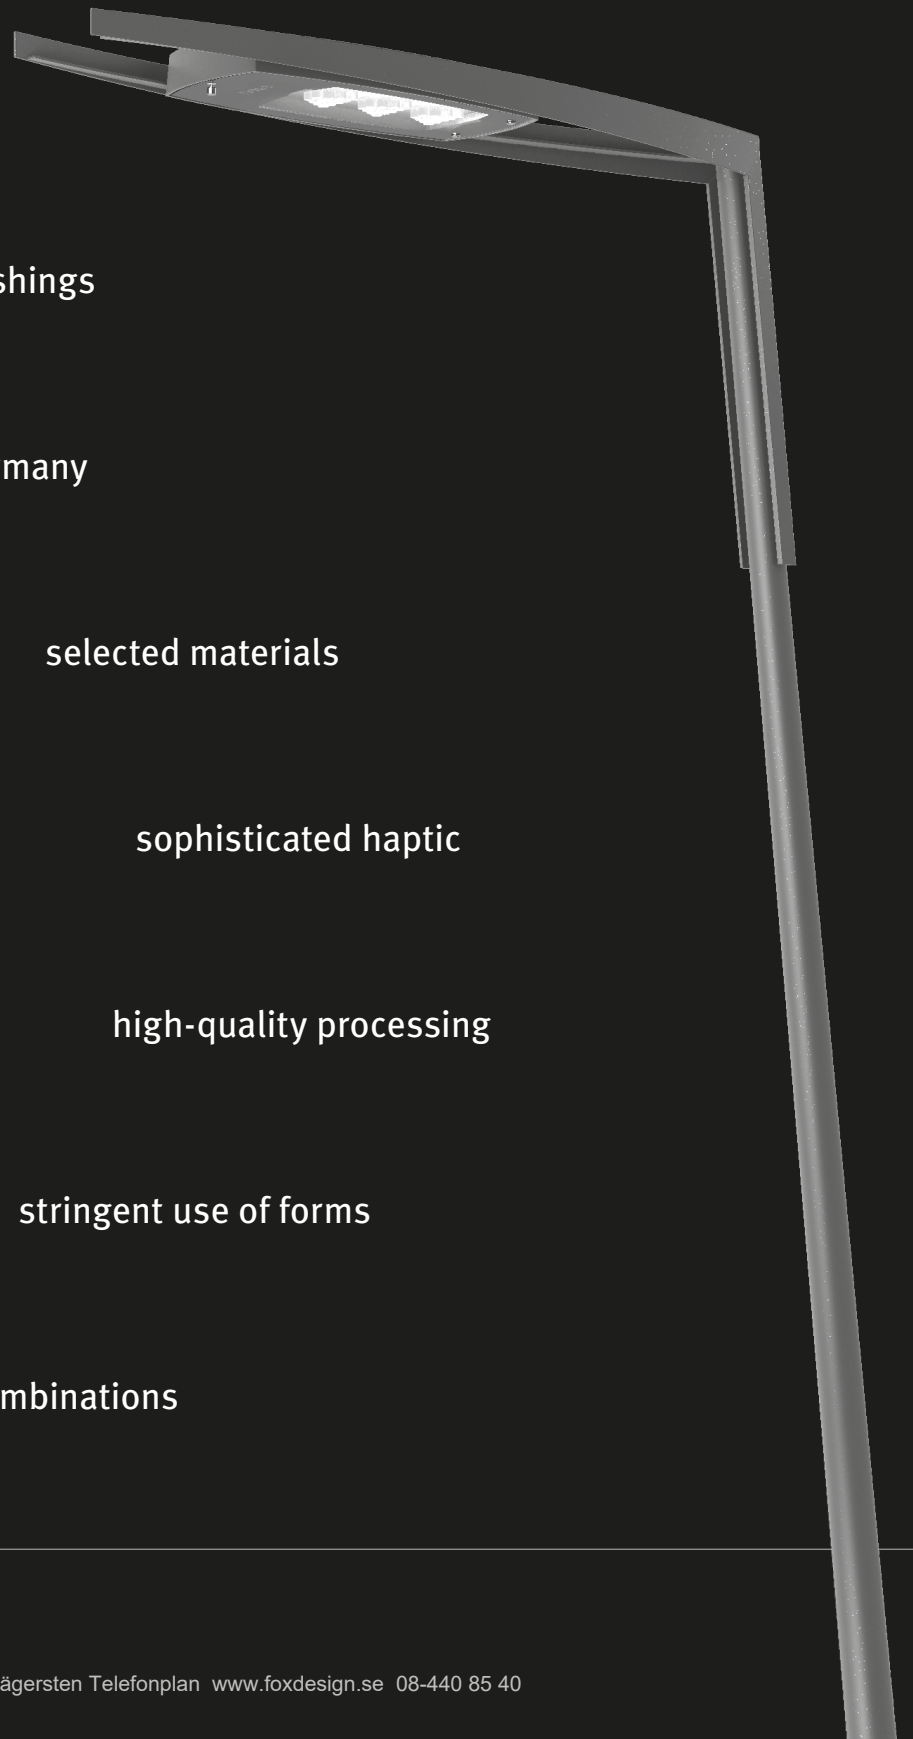 shings
many
selected materials
sophisticated haptic
high-quality processing
stringent use of forms
mbinations
ägersten Telefonplan www.foxdesign.se 08-440 85 40